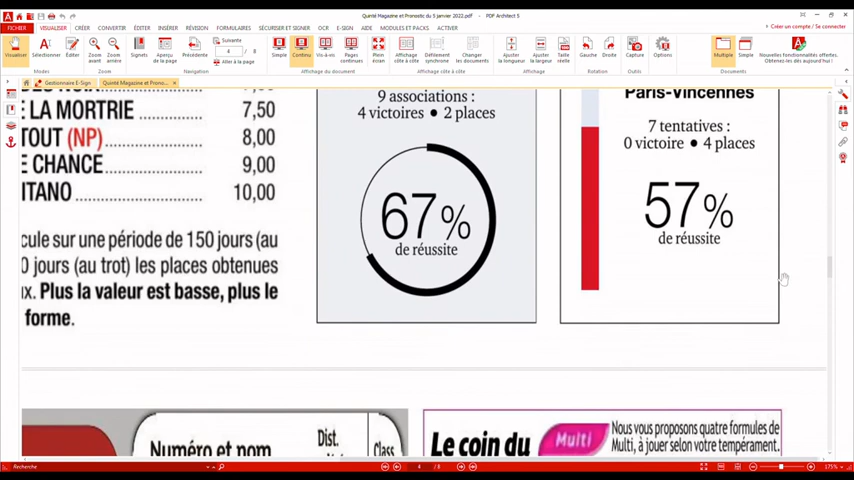 Quinté Magazine et Pronostic du 5 janvier 2022.pdf - PDF Architect 5
FICHIER VISUALISER CRÉER CONVERTIR ÉDITER INSÉRER RÉVISION FORMULAIRES SÉCURISER ET SIGNER OCR E-SIGN AIDE MODULES ET PACKS ACTIVER
Créer un compte / Se connecter
Visualiser Sélectionner Éditer
Zoom avant
Zoom arrière
Signets
Aperçu de la page
Précédente
Suivante
4 / 8
Aller à la page
Simple Continu Vis-à-vis
Vis-à-vis continues
Plein écran
Affichage côte à côte
Défilement synchrone
Changer les documents
Ajuster la longueur
Ajuster la largeur
Taille réelle
Gauche Droite Capture Options
Multiple Simple
Nouvelles fonctionnalités
Obtenez-les dès aujourd'hui
Modes Zoom Navigation Affichage du document Affichage côte à côte Zoom Rotation Outils Documents
Gestionnaire E-Sign
Quinté Magazine et Prono...
E LA MORTRIE 7,50
TOUT (NP) 8,00
E CHANCE 9,00
ITANO 10,00
cule sur une période de 150 jours (au
0 jours (au trot) les places obtenues
x. Plus la valeur est basse, plus le
forme.
9 associations :
4 victoires ● 2 places
67%
de réussite
Paris-Vincennes
7 tentatives :
0 victoire ● 4 places
57%
de réussite
Numéro et nom
Dist.
Class
Le coin du Multi
Nous vous proposons quatre formules de
Multi, à jouer selon votre tempérament.
Recherche
4 / 8
175%